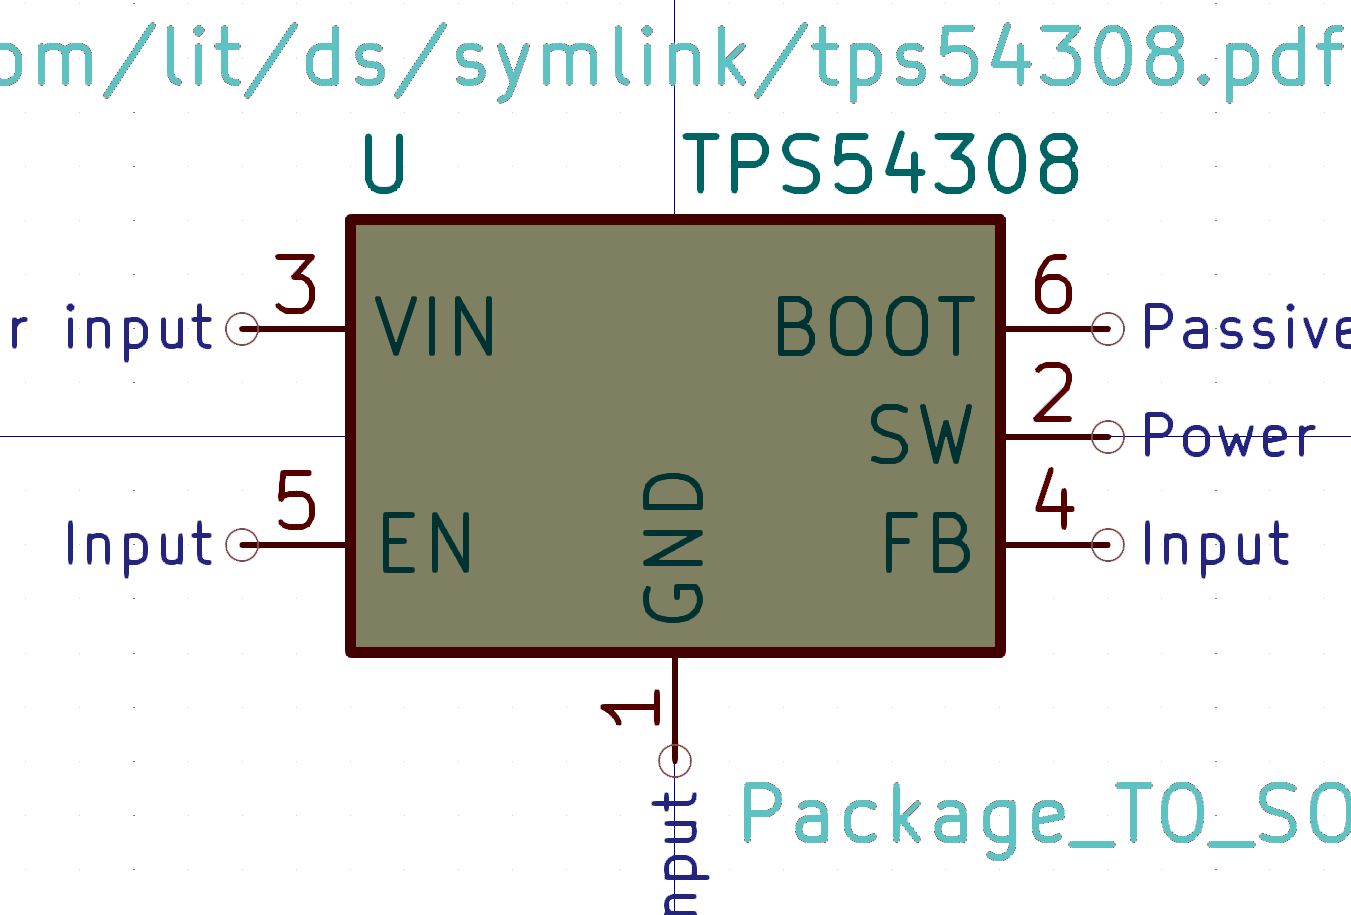 om/lit/ds/symlink/tps54308.pdf
U TPS54308
3 6
r input VIN BOOT Passive
2
SW Power
5 4
Input EN GND FB Input
1
Package_TO_SO
nput